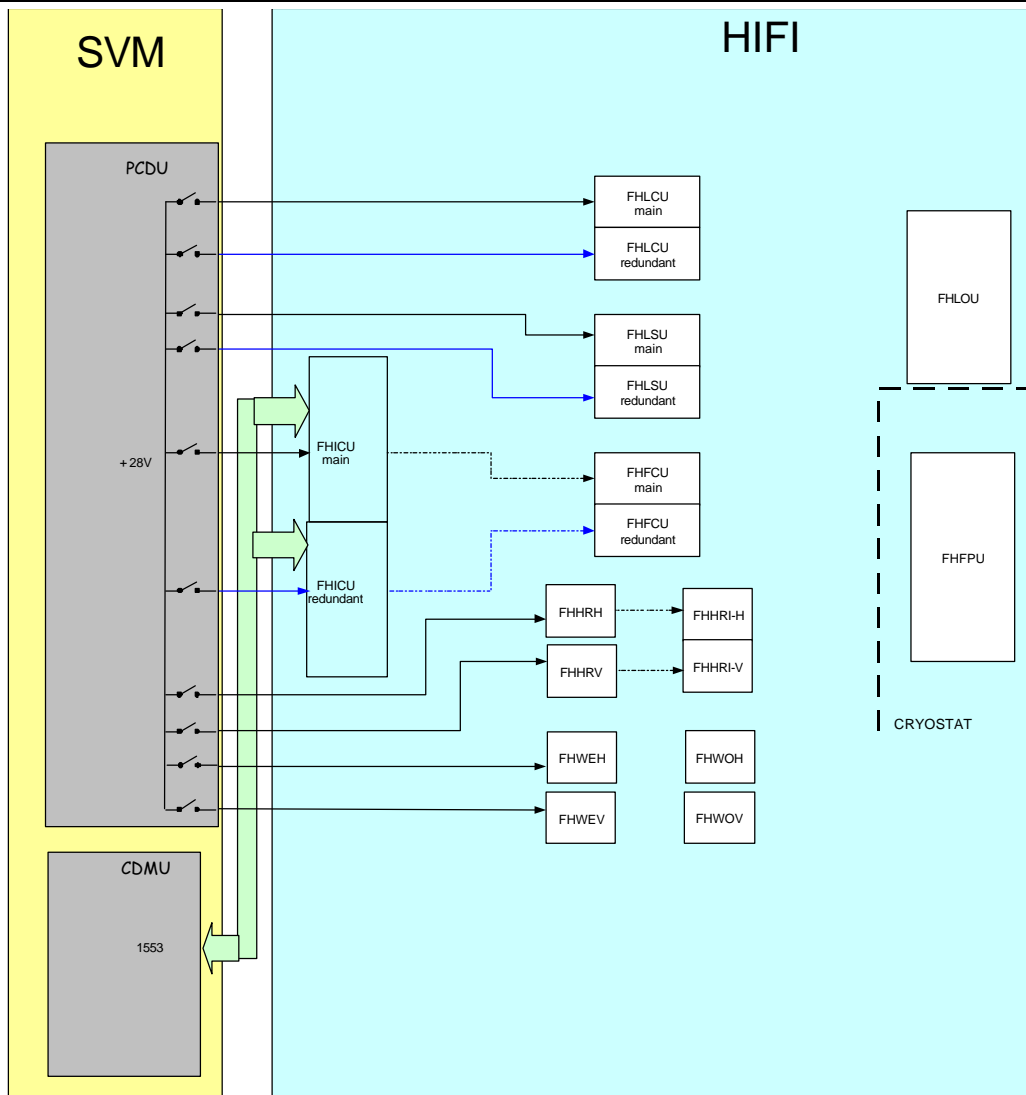 SVM
HIFI
PCDU
FHLCU
main
FHLCU
redundant
FHLOU
FHLSU
main
FHLSU
redundant
+28V
FHICU
main
FHFCU
main
FHFCU
redundant
FHFPU
FHICU
redundant
FHHRH
FHHRI-H
FHHRV
FHHRI-V
CRYOSTAT
FHWEH
FHWOH
FHWEV
FHWOV
CDMU
1553